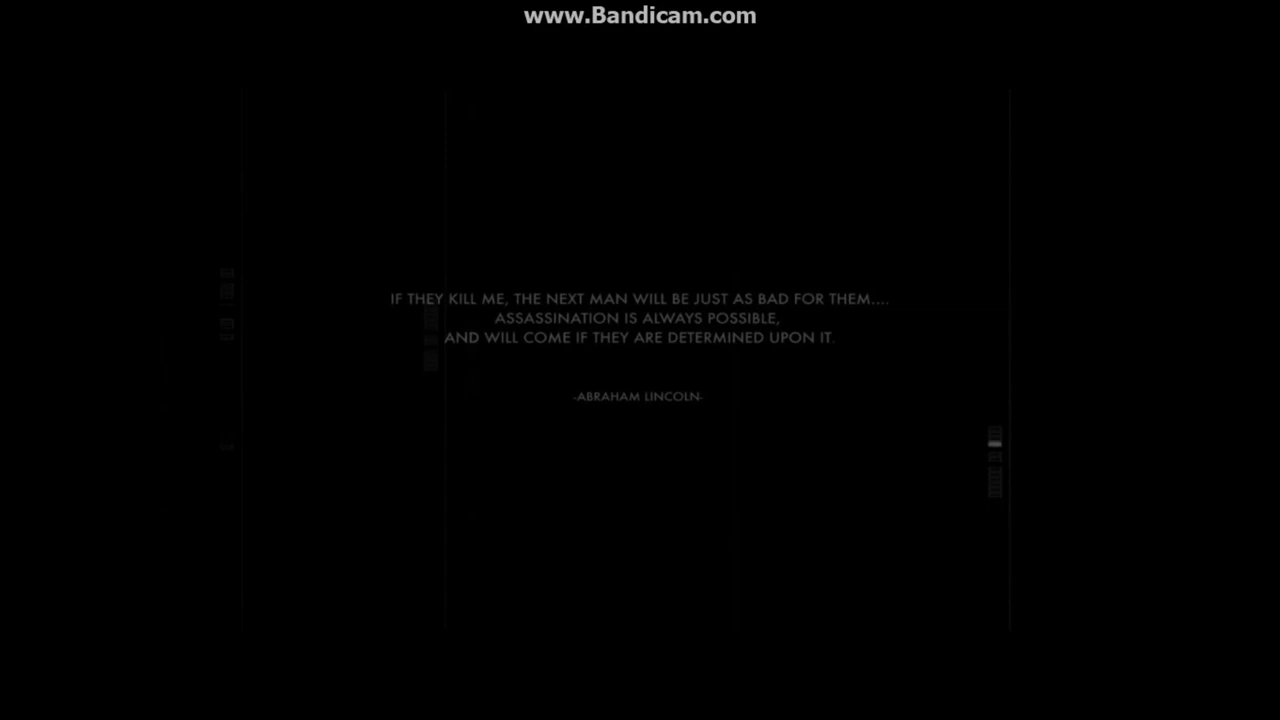 www.Bandicam.com
IF THEY KILL ME, THE NEXT MAN WILL BE JUST AS BAD FOR THEM....
ASSASSINATION IS ALWAYS POSSIBLE,
AND WILL COME IF THEY ARE DETERMINED UPON IT.
-ABRAHAM LINCOLN-